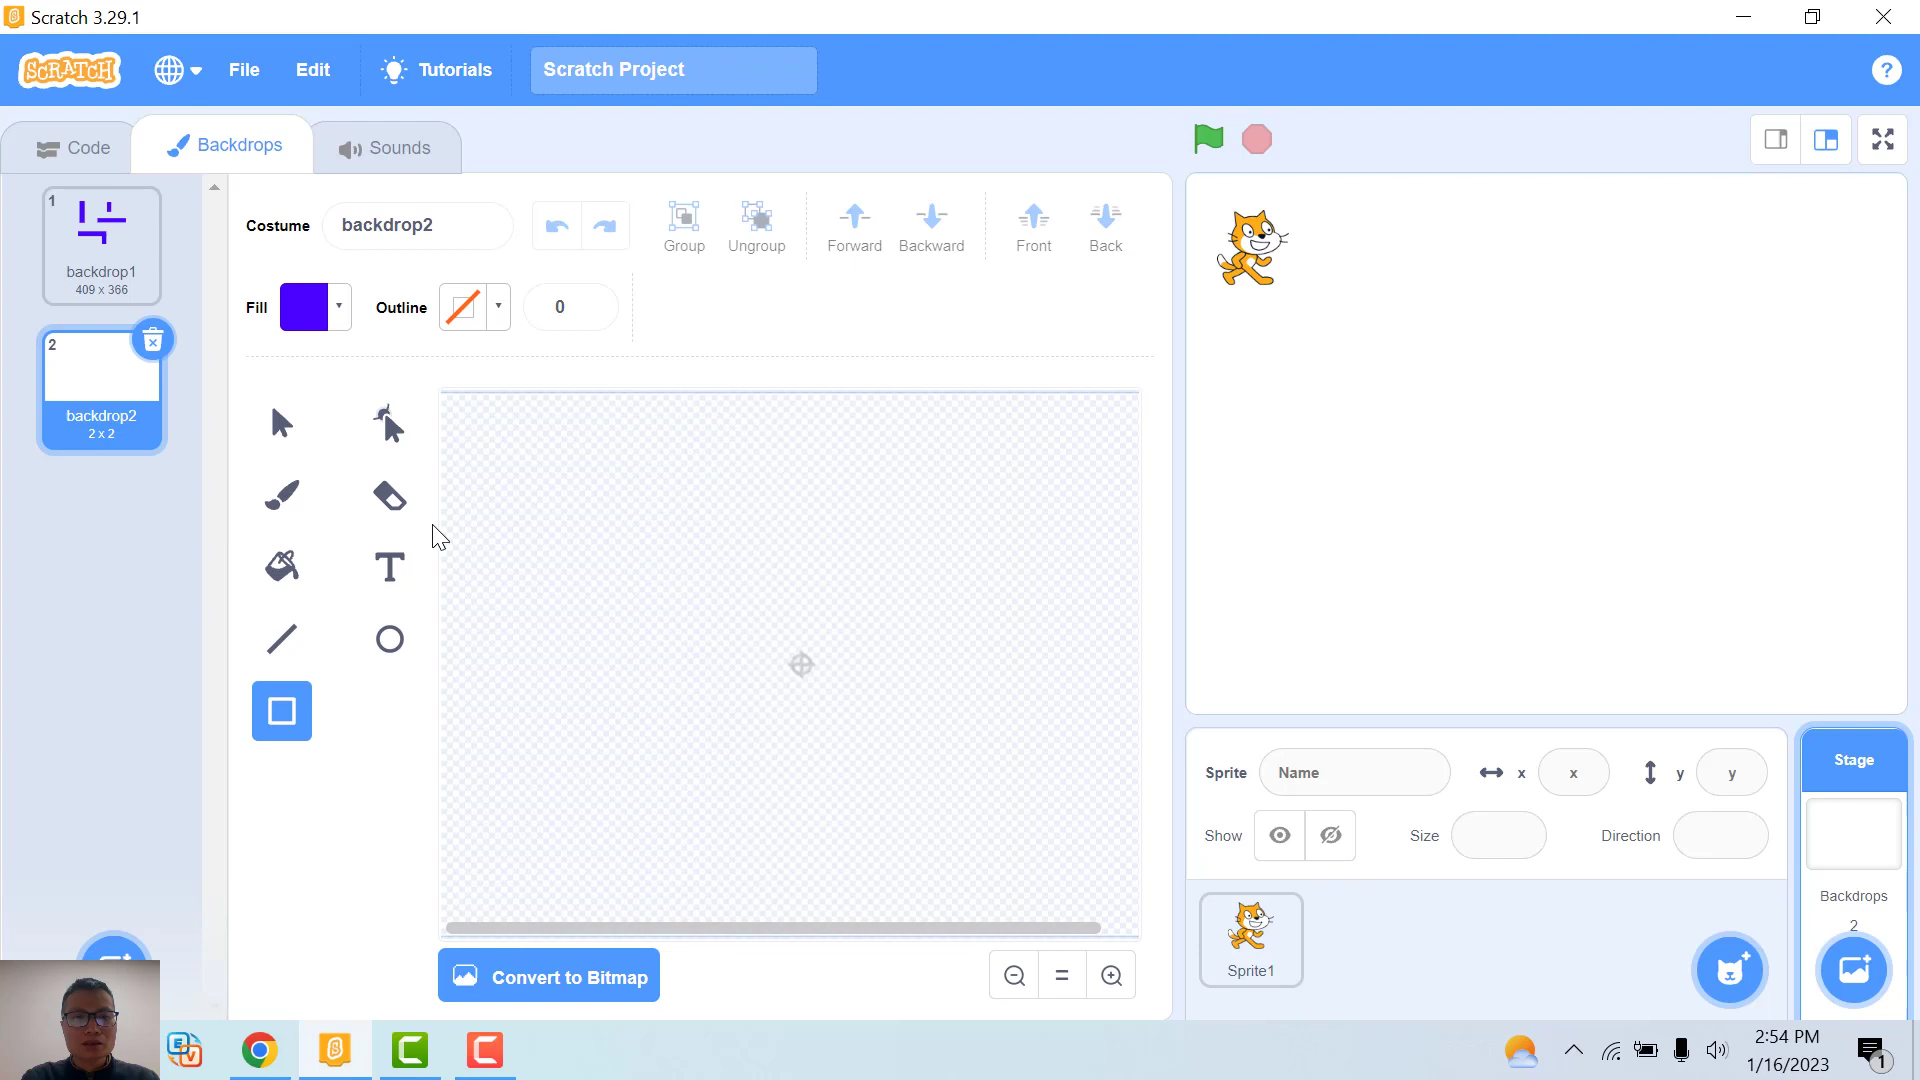 Scratch 3.29.1
SCRATCH
File
Edit
Tutorials
Scratch Project
?
Code
Backdrops
Sounds
1
backdrop1
409 x 366
2
backdrop2
2 x 2
Costume
backdrop2
Group
Ungroup
Forward
Backward
Front
Back
Fill
Outline
0
T
Convert to Bitmap
Sprite
Name
x
x
y
y
Show
Size
Direction
Sprite1
Stage
Backdrops
2
E
V
C
C
2:54 PM
1/16/2023
1